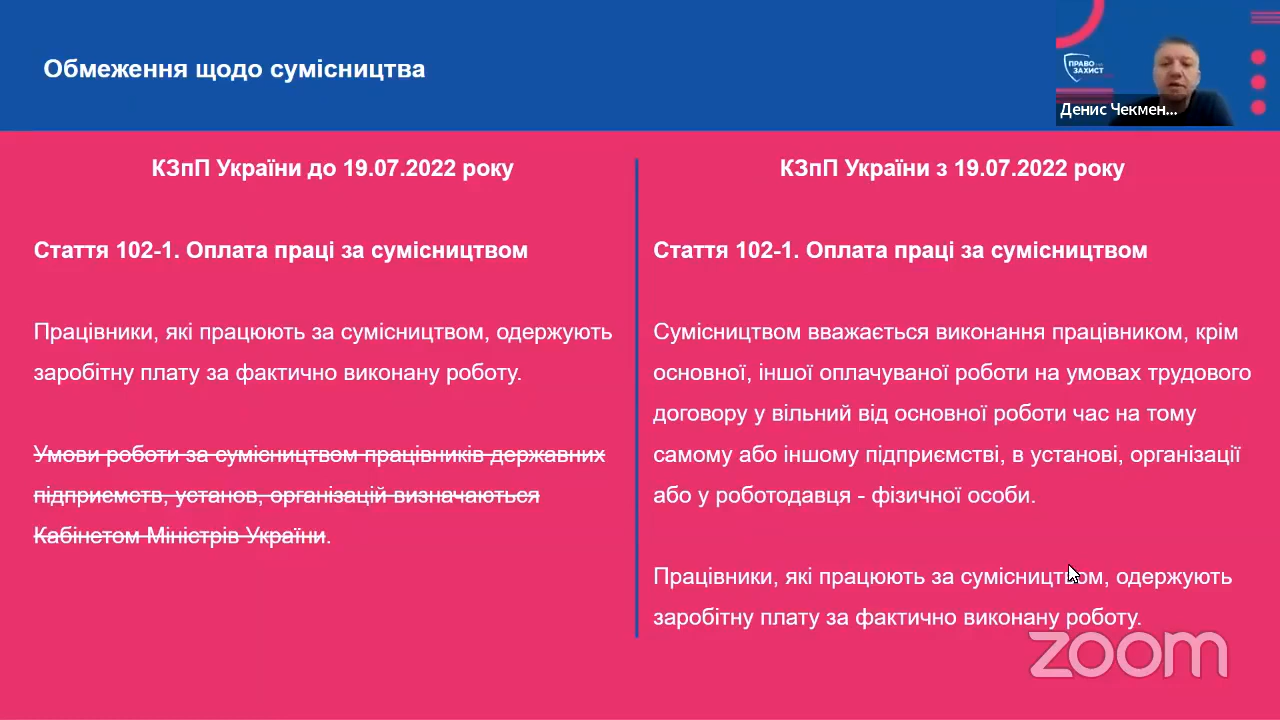 Обмеження щодо сумісництва
ПРАВО
ЗАХИСТ
Денис Чекмен...
КЗпП України до 19.07.2022 року
Стаття 102-1. Оплата праці за сумісництвом
Працівники, які працюють за сумісництвом, одержують
заробітну плату за фактично виконану роботу.
Умови роботи за сумісництвом працівників державних
підприємств, установ, організацій визначаються
Кабінетом Міністрів України.
КЗпП України з 19.07.2022 року
Стаття 102-1. Оплата праці за сумісництвом
Сумісництвом вважається виконання працівником, крім
основної, іншої оплачуваної роботи на умовах трудового
договору у вільний від основної роботи час на тому
самому або іншому підприємстві, в установі, організації
або у роботодавця - фізичної особи.
Працівники, які працюють за сумісництвом, одержують
заробітну плату за фактично виконану роботу.
zoom